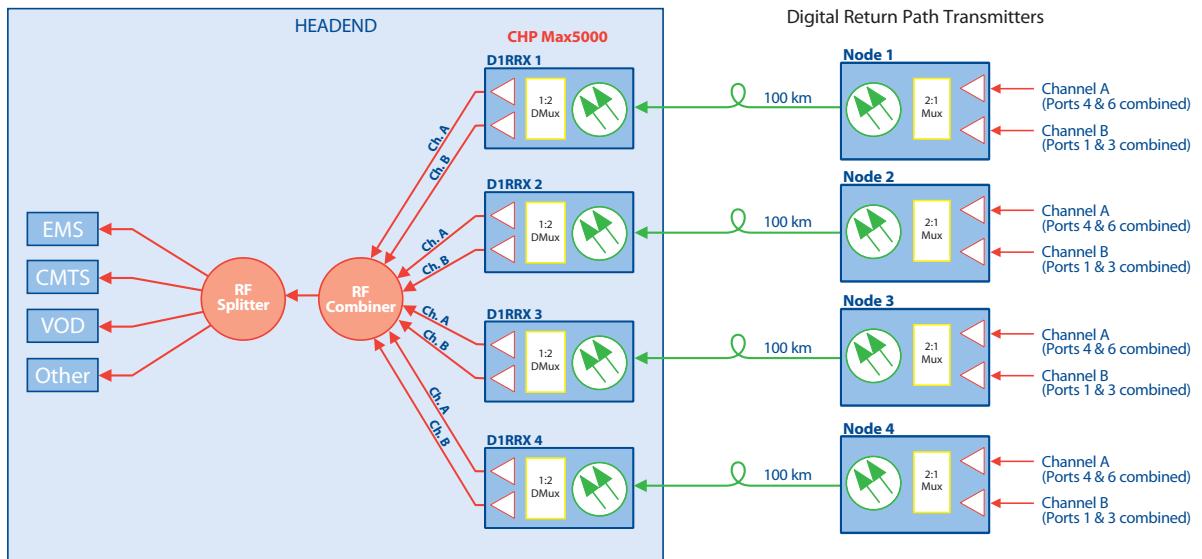 HEADEND
Digital Return Path Transmitters
CHP Max5000
D1RRX 1
1:2
DMux
Ch. A
Ch. B
100 km
Node 1
2:1
Mux
Channel A
(Ports 4 & 6 combined)
Channel B
(Ports 1 & 3 combined)
D1RRX 2
1:2
DMux
Ch. A
Ch. B
100 km
Node 2
2:1
Mux
Channel A
(Ports 4 & 6 combined)
Channel B
(Ports 1 & 3 combined)
EMS
CMTS
VOD
Other
RF
Splitter
RF
Combiner
D1RRX 3
1:2
DMux
Ch. A
Ch. B
100 km
Node 3
2:1
Mux
Channel A
(Ports 4 & 6 combined)
Channel B
(Ports 1 & 3 combined)
D1RRX 4
1:2
DMux
Ch. A
Ch. B
100 km
Node 4
2:1
Mux
Channel A
(Ports 4 & 6 combined)
Channel B
(Ports 1 & 3 combined)